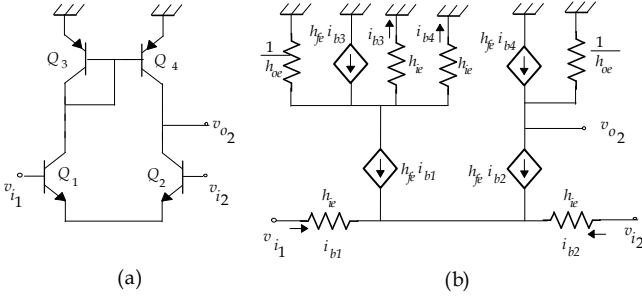 Q3
Q4
vo2
Q1
Q2
vi1
vi2
(a)
1/hoe
hfe ib3
ib3
hie
ib4
hie
hfe ib4
1/hoe
vo2
hfe ib1
hfe ib2
vi1
hie
ib1
hie
ib2
vi2
(b)